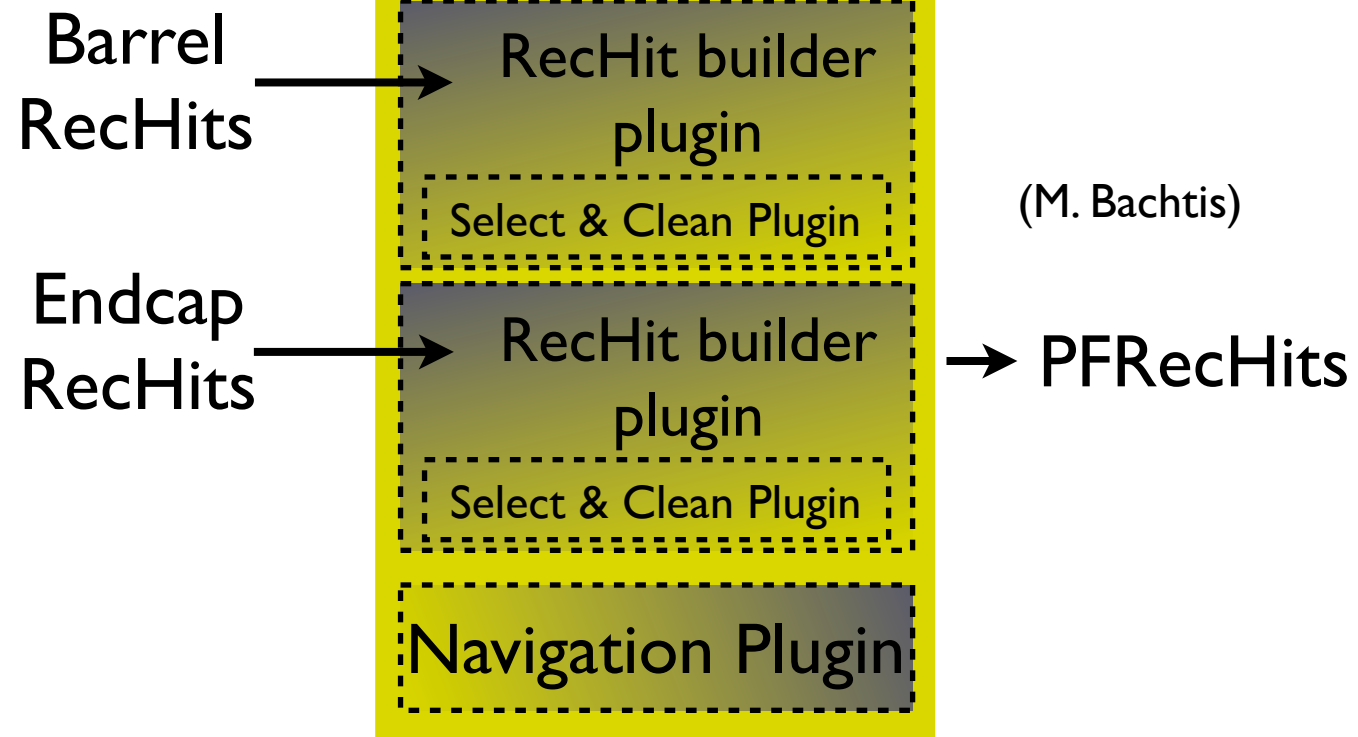 Barrel
RecHits
RecHit builder
plugin
Select & Clean Plugin
(M. Bachtis)
Endcap
RecHits
RecHit builder
plugin
Select & Clean Plugin
PFRecHits
Navigation Plugin